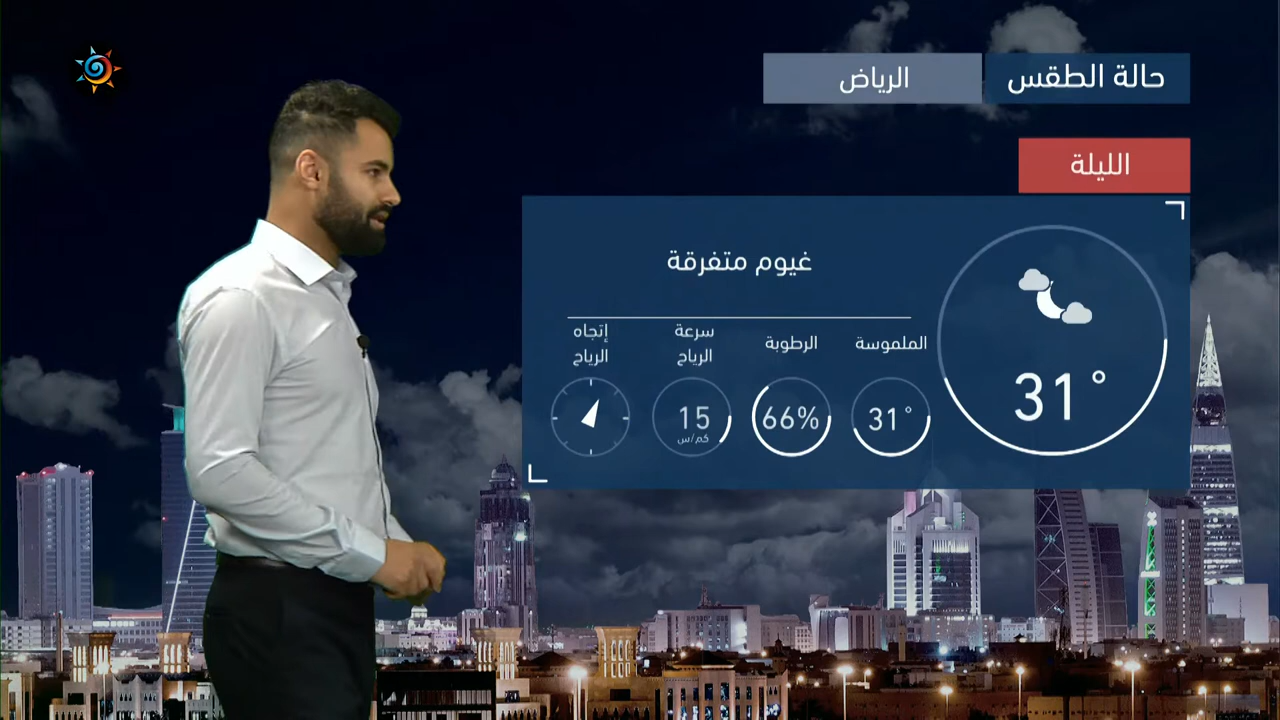 حالة الطقس
الرياض
الليلة
غيوم متفرقة
31°
الملموسة
31°
الرطوبة
66%
سرعة
الرياح
15
كم/س
إتجاه
الرياح